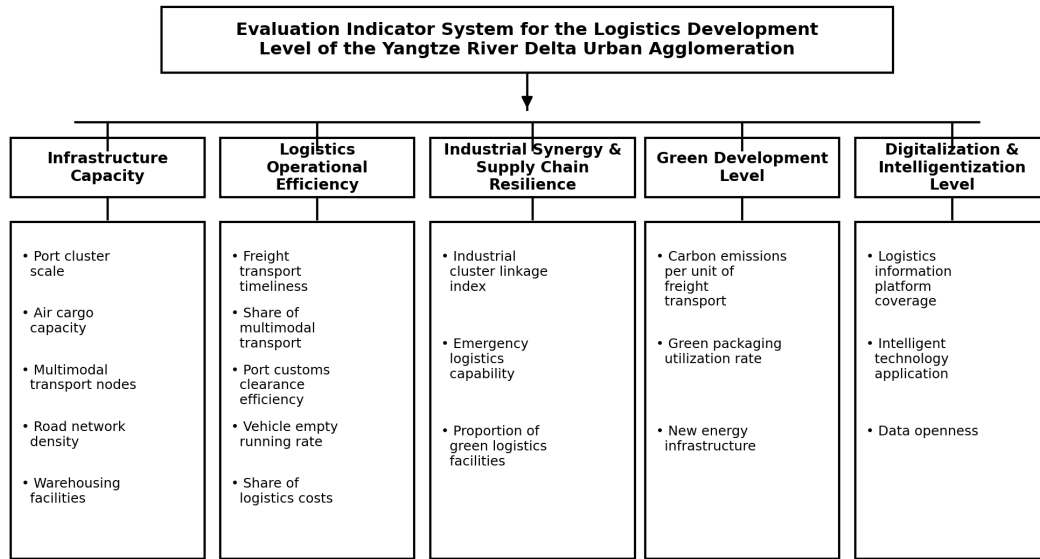 Evaluation Indicator System for the Logistics Development
Level of the Yangtze River Delta Urban Agglomeration
Infrastructure
Capacity
Logistics
Operational
Efficiency
Industrial Synergy &
Supply Chain
Resilience
Green Development
Level
Digitalization &
Intelligentization
Level
• Port cluster
scale
• Air cargo
capacity
• Multimodal
transport nodes
• Road network
density
• Warehousing
facilities
• Freight
transport
timeliness
• Share of
multimodal
transport
• Port customs
clearance
efficiency
• Vehicle empty
running rate
• Share of
logistics costs
• Industrial
cluster linkage
index
• Emergency
logistics
capability
• Proportion of
green logistics
facilities
• Carbon emissions
per unit of
freight
transport
• Green packaging
utilization rate
• New energy
infrastructure
• Logistics
information
platform
coverage
• Intelligent
technology
application
• Data openness